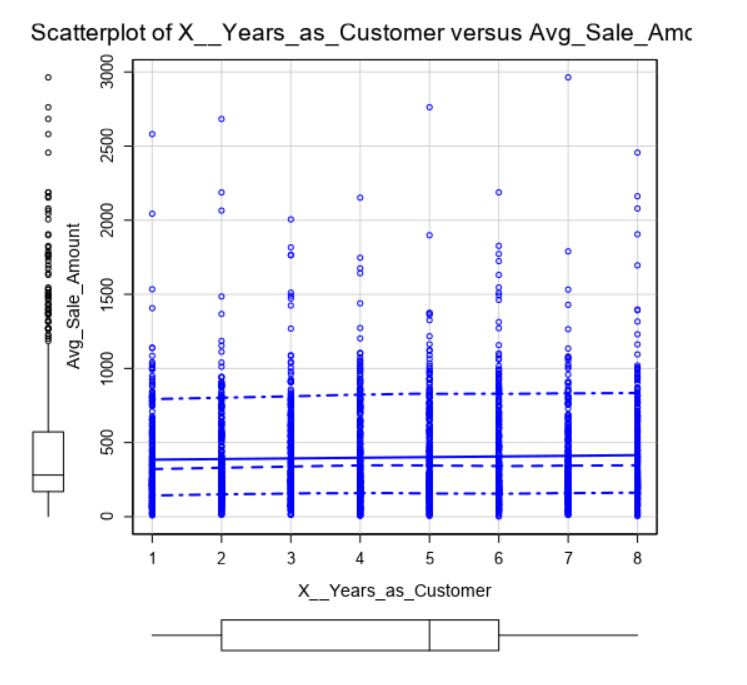 Scatterplot of X__Years_as_Customer versus Avg_Sale_Amo
3000
2500
2000
1500
1000
500
0
Avg_Sale_Amount
1 2 3 4 5 6 7 8
X__Years_as_Customer